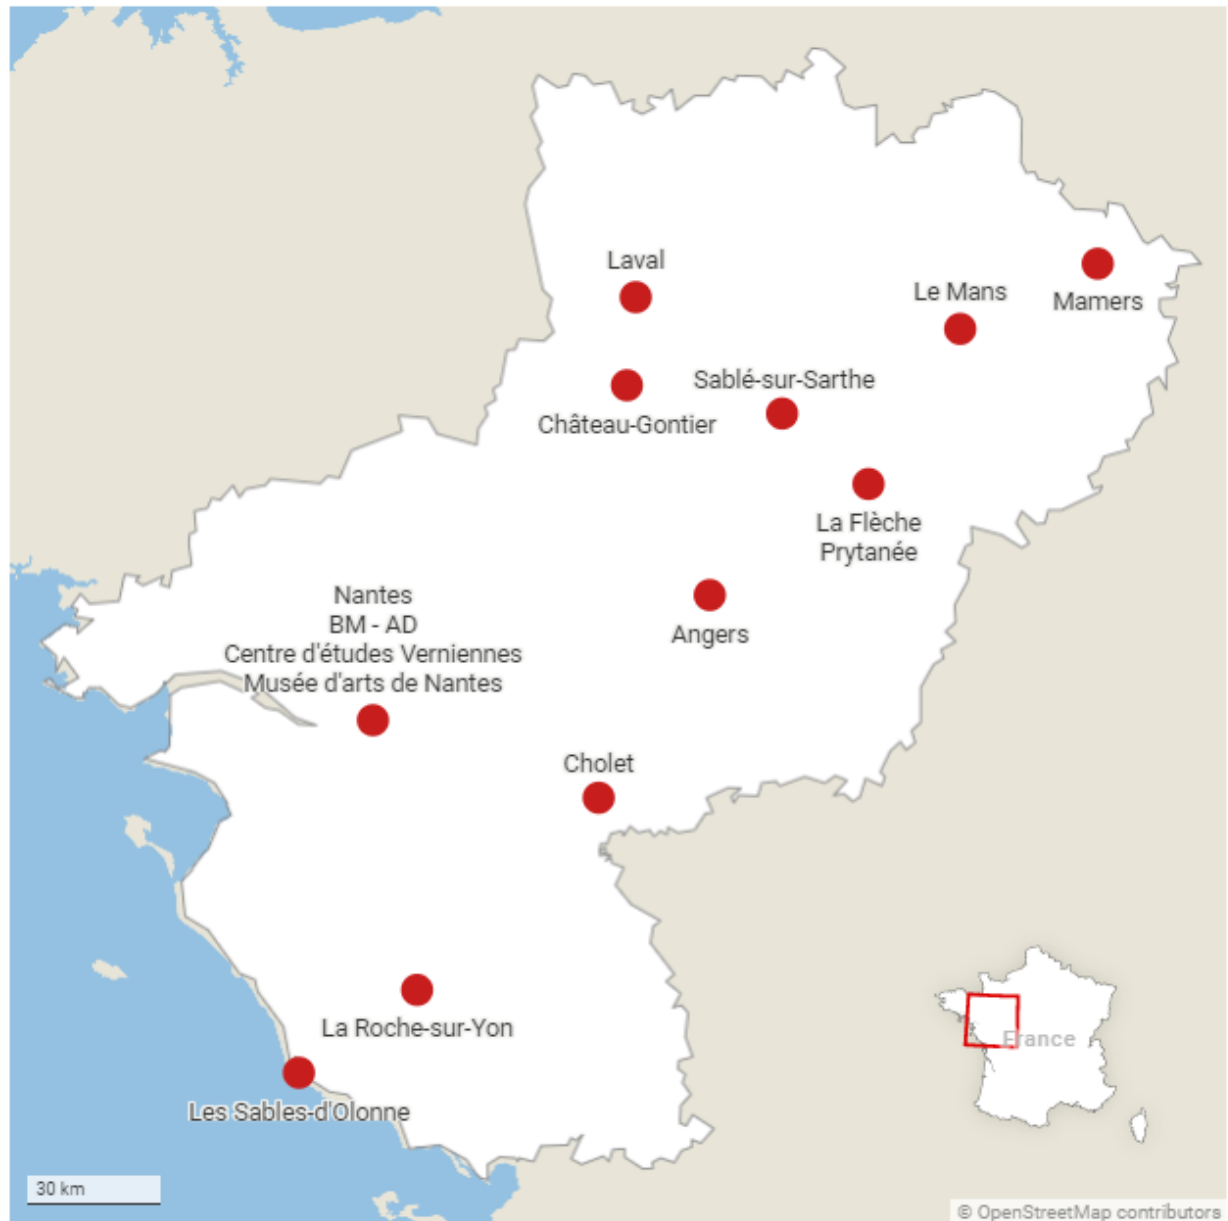 Laval
Le Mans
Mamers
Sablé-sur-Sarthe
Château-Gontier
La Flèche
Prytanée
Nantes
BM - AD
Centre d'études Verniennes
Musée d'arts de Nantes
Angers
Cholet
La Roche-sur-Yon
Les Sables-d'Olonne
France
30 km
© OpenStreetMap contributors